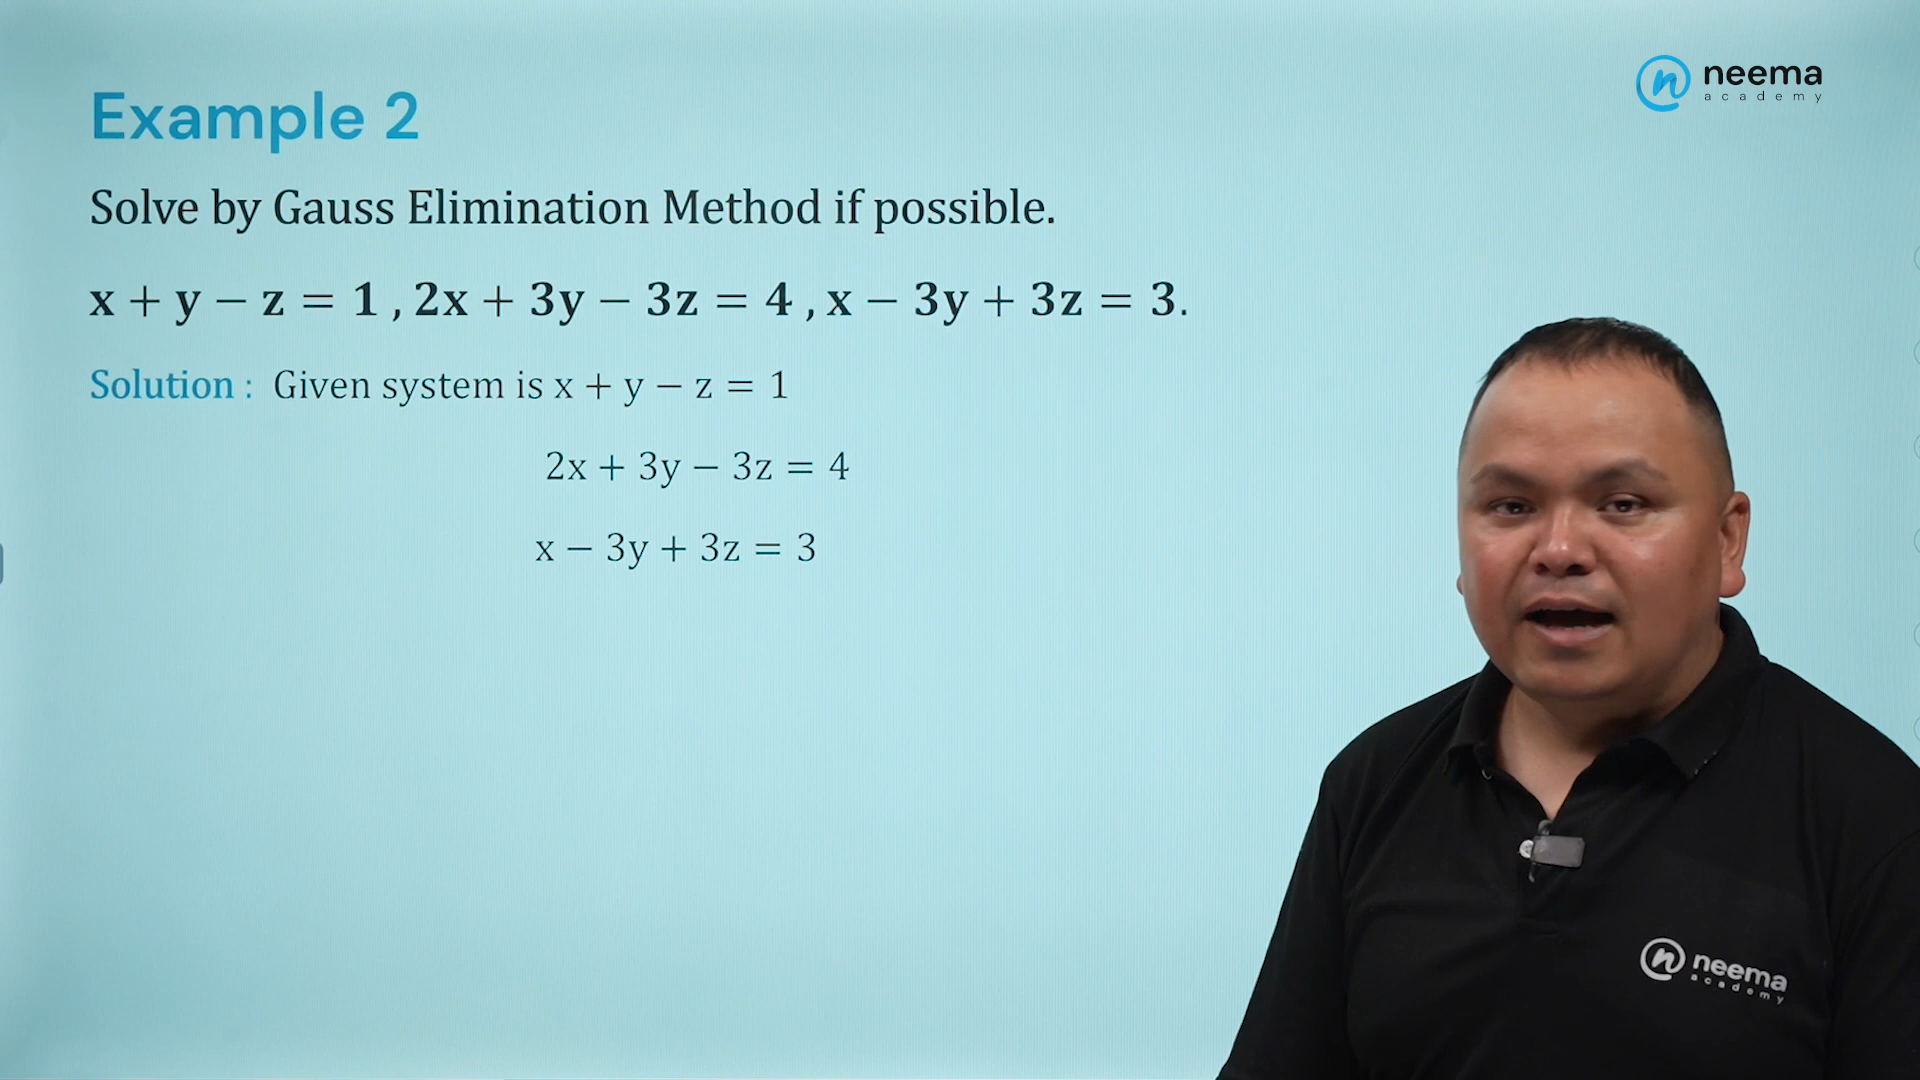 neema
academy
Example 2
Solve by Gauss Elimination Method if possible.
x + y − z = 1 , 2x + 3y − 3z = 4 , x − 3y + 3z = 3.
Solution : Given system is x + y − z = 1
2x + 3y − 3z = 4
x − 3y + 3z = 3
neema
academy